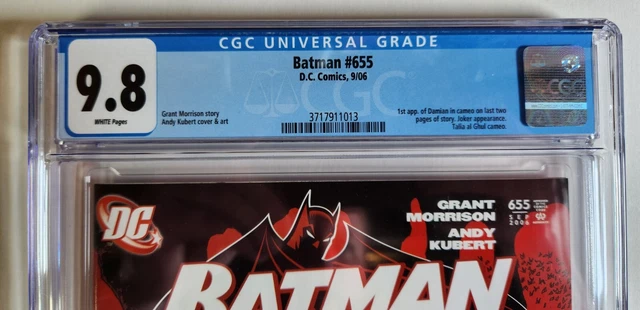 CGC UNIVERSAL GRADE
9.8
WHITE Pages
Batman #655
D.C. Comics, 9/06
Grant Morrison story
Andy Kubert cover & art
1st app. of Damian in cameo on last two
pages of story. Joker appearance.
Talia al Ghul cameo.
CGC
3717911013
DC
GRANT
MORRISON
ANDY
KUBERT
655
SEP
2006
BATMAN